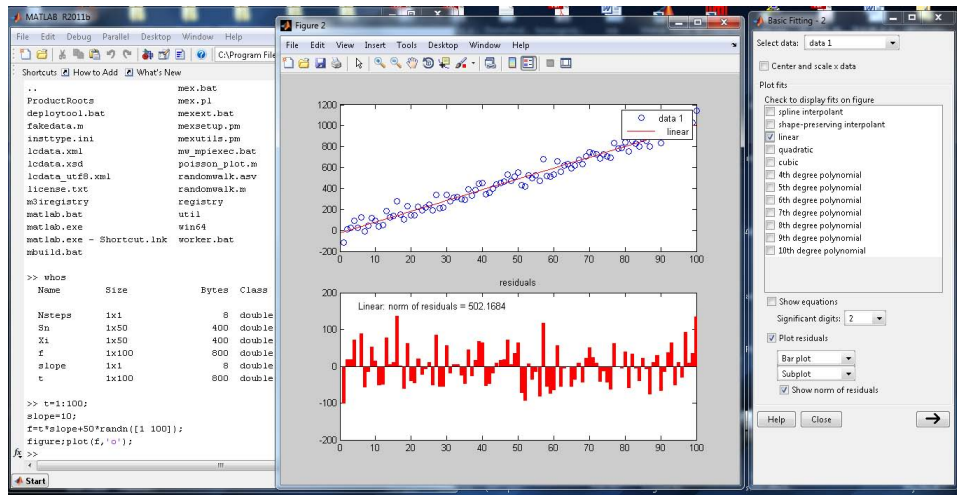 MATLAB R2011b
File Edit Debug Parallel Desktop Window Help
C:\Program File
Shortcuts How to Add What's New
.. mex.bat
ProductRoots mex.pl
deploytool.bat mexext.bat
fakedata.m mexsetup.pm
insttype.ini mexutils.pm
lcdata.xml mw_mpiexec.bat
lcdata.xsd poisson_plot.m
lcdata_utf8.xml randomwalk.asv
license.txt randomwalk.m
m3iregistry registry
matlab.bat util
matlab.exe win64
matlab.exe - Shortcut.lnk worker.bat
mbuild.bat
>> whos
Name Size Bytes Class
Nsteps 1x1 8 double
Sn 1x50 400 double
Xi 1x50 400 double
f 1x100 800 double
slope 1x1 8 double
t 1x100 800 double
>> t=1:100;
slope=10;
f=t*slope+50*randn([1 100]);
figure;plot(f,'o');
fx >>
Start
Figure 2
File Edit View Insert Tools Desktop Window Help
1200
1000
800
600
400
200
0
-200
0 10 20 30 40 50 60 70 80 90 100
data 1
linear
residuals
Linear: norm of residuals = 502.1684
200
100
0
-100
-200
0 10 20 30 40 50 60 70 80 90 100
Basic Fitting - 2
Select data: data 1
Center and scale x data
Plot fits
Check to display fits on figure
spline interpolant
shape-preserving interpolant
linear
quadratic
cubic
4th degree polynomial
5th degree polynomial
6th degree polynomial
7th degree polynomial
8th degree polynomial
9th degree polynomial
10th degree polynomial
Show equations
Significant digits: 2
Plot residuals
Bar plot
Subplot
Show norm of residuals
Help Close